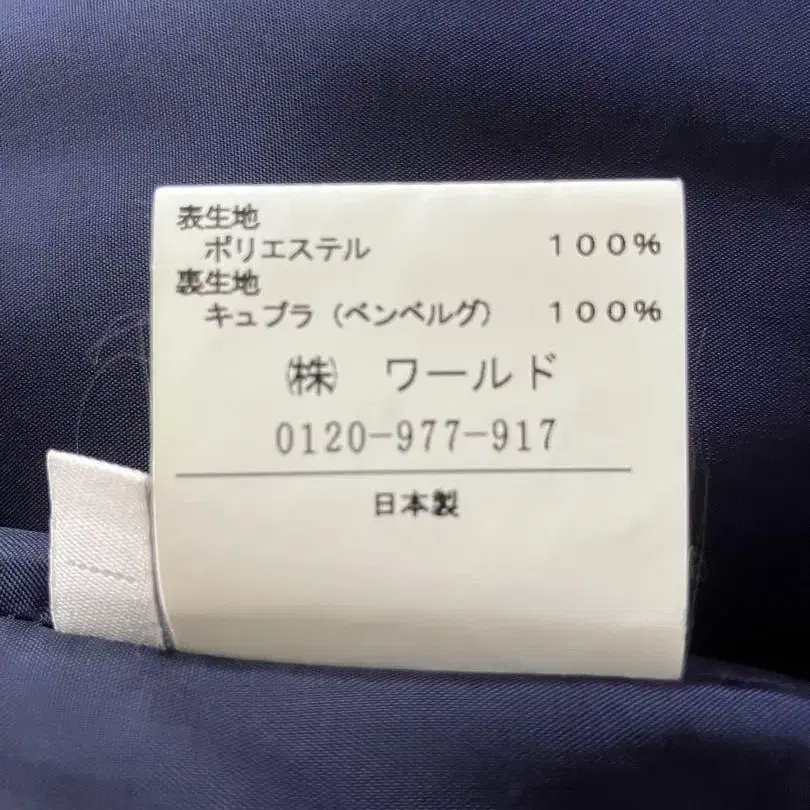 表生地
ポリエステル １００％
裏生地
キュプラ（ベンベルグ） １００％
㈱ ワールド
0120-977-917
日本製